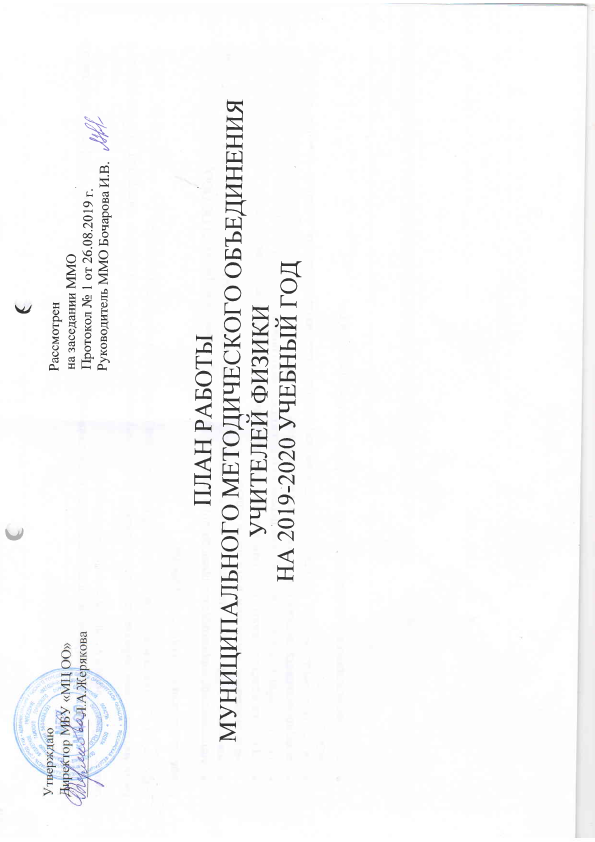 Утверждаю
Директор МБУ «МЦ ОО»
Л.А.Жерякова
Рассмотрен
на заседании ММО
Протокол № 1 от 26.08.2019 г.
Руководитель ММО Бочарова И.В.
ПЛАН РАБОТЫ
МУНИЦИПАЛЬНОГО МЕТОДИЧЕСКОГО ОБЪЕДИНЕНИЯ
УЧИТЕЛЕЙ ФИЗИКИ
НА 2019-2020 УЧЕБНЫЙ ГОД